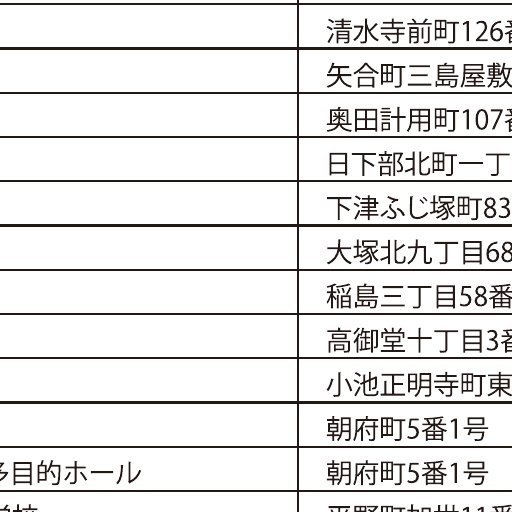 清水寺前町126番
矢合町三島屋敷
奥田計用町107番
日下部北町一丁
下津ふじ塚町83
大塚北九丁目68
稲島三丁目58番
高御堂十丁目3番
小池正明寺町東
朝府町5番1号
多目的ホール 朝府町5番1号